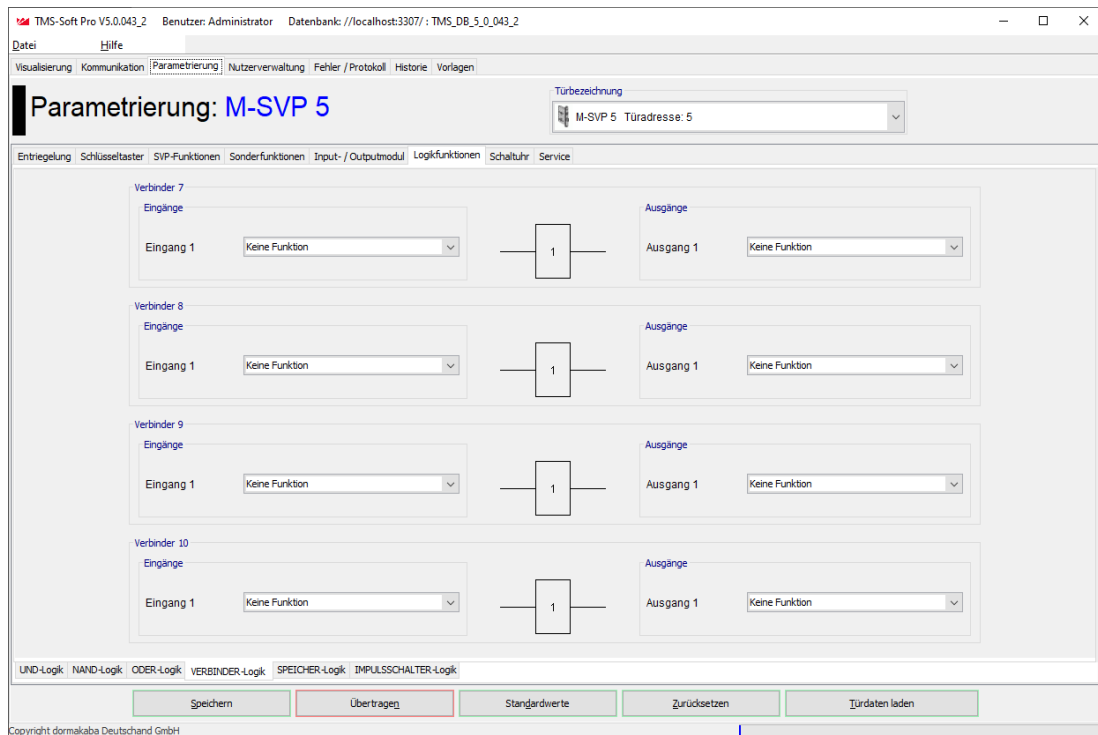 TMS-Soft Pro V5.0.043_2 Benutzer: Administrator Datenbank: //localhost:3307/ : TMS_DB_5_0_043_2
Datei Hilfe
Visualisierung Kommunikation Parametrierung Nutzerverwaltung Fehler / Protokoll Historie Vorlagen
Parametrierung: M-SVP 5
Türbezeichnung
M-SVP 5 Türadresse: 5
Entriegelung Schlüsseltaster SVP-Funktionen Sonderfunktionen Input- / Outputmodul Logikfunktionen Schaltuhr Service
Verbinder 7
Eingänge Ausgänge
Eingang 1 Keine Funktion 1 Ausgang 1 Keine Funktion
Verbinder 8
Eingänge Ausgänge
Eingang 1 Keine Funktion 1 Ausgang 1 Keine Funktion
Verbinder 9
Eingänge Ausgänge
Eingang 1 Keine Funktion 1 Ausgang 1 Keine Funktion
Verbinder 10
Eingänge Ausgänge
Eingang 1 Keine Funktion 1 Ausgang 1 Keine Funktion
UND-Logik NAND-Logik ODER-Logik VERBINDER-Logik SPEICHER-Logik IMPULSSCHALTER-Logik
Speichern Übertragen Standardwerte Zurücksetzen Türdaten laden
Copyright dormakaba Deutschand GmbH